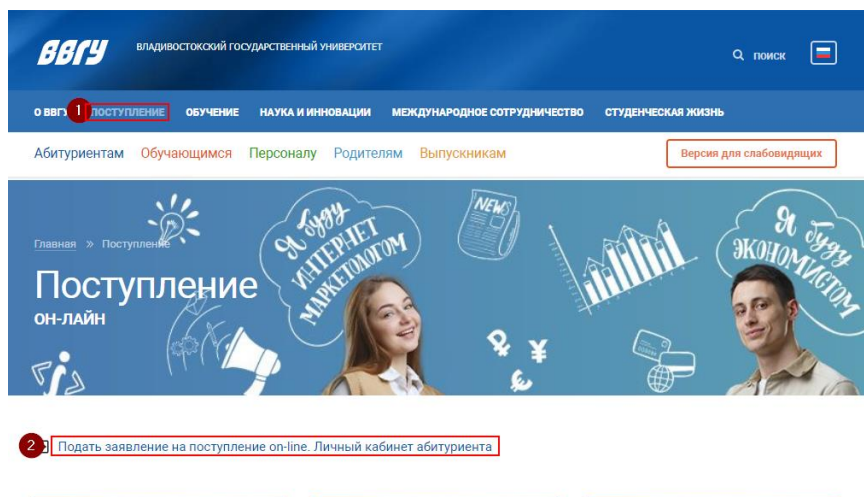 ВВГУ
ВЛАДИВОСТОКСКИЙ ГОСУДАРСТВЕННЫЙ УНИВЕРСИТЕТ
поиск
О ВВГУ 1 ПОСТУПЛЕНИЕ ОБУЧЕНИЕ НАУКА И ИННОВАЦИИ МЕЖДУНАРОДНОЕ СОТРУДНИЧЕСТВО СТУДЕНЧЕСКАЯ ЖИЗНЬ
Абитуриентам Обучающимся Персоналу Родителям Выпускникам Версия для слабовидящих
Главная » Поступление
Поступление
ОН-ЛАЙН
Я буду
ИНТЕРНЕТ
МАРКЕТОЛОГОМ
NEWS
Я буду
ЭКОНОМИСТОМ
2 Подать заявление на поступление on-line. Личный кабинет абитуриента